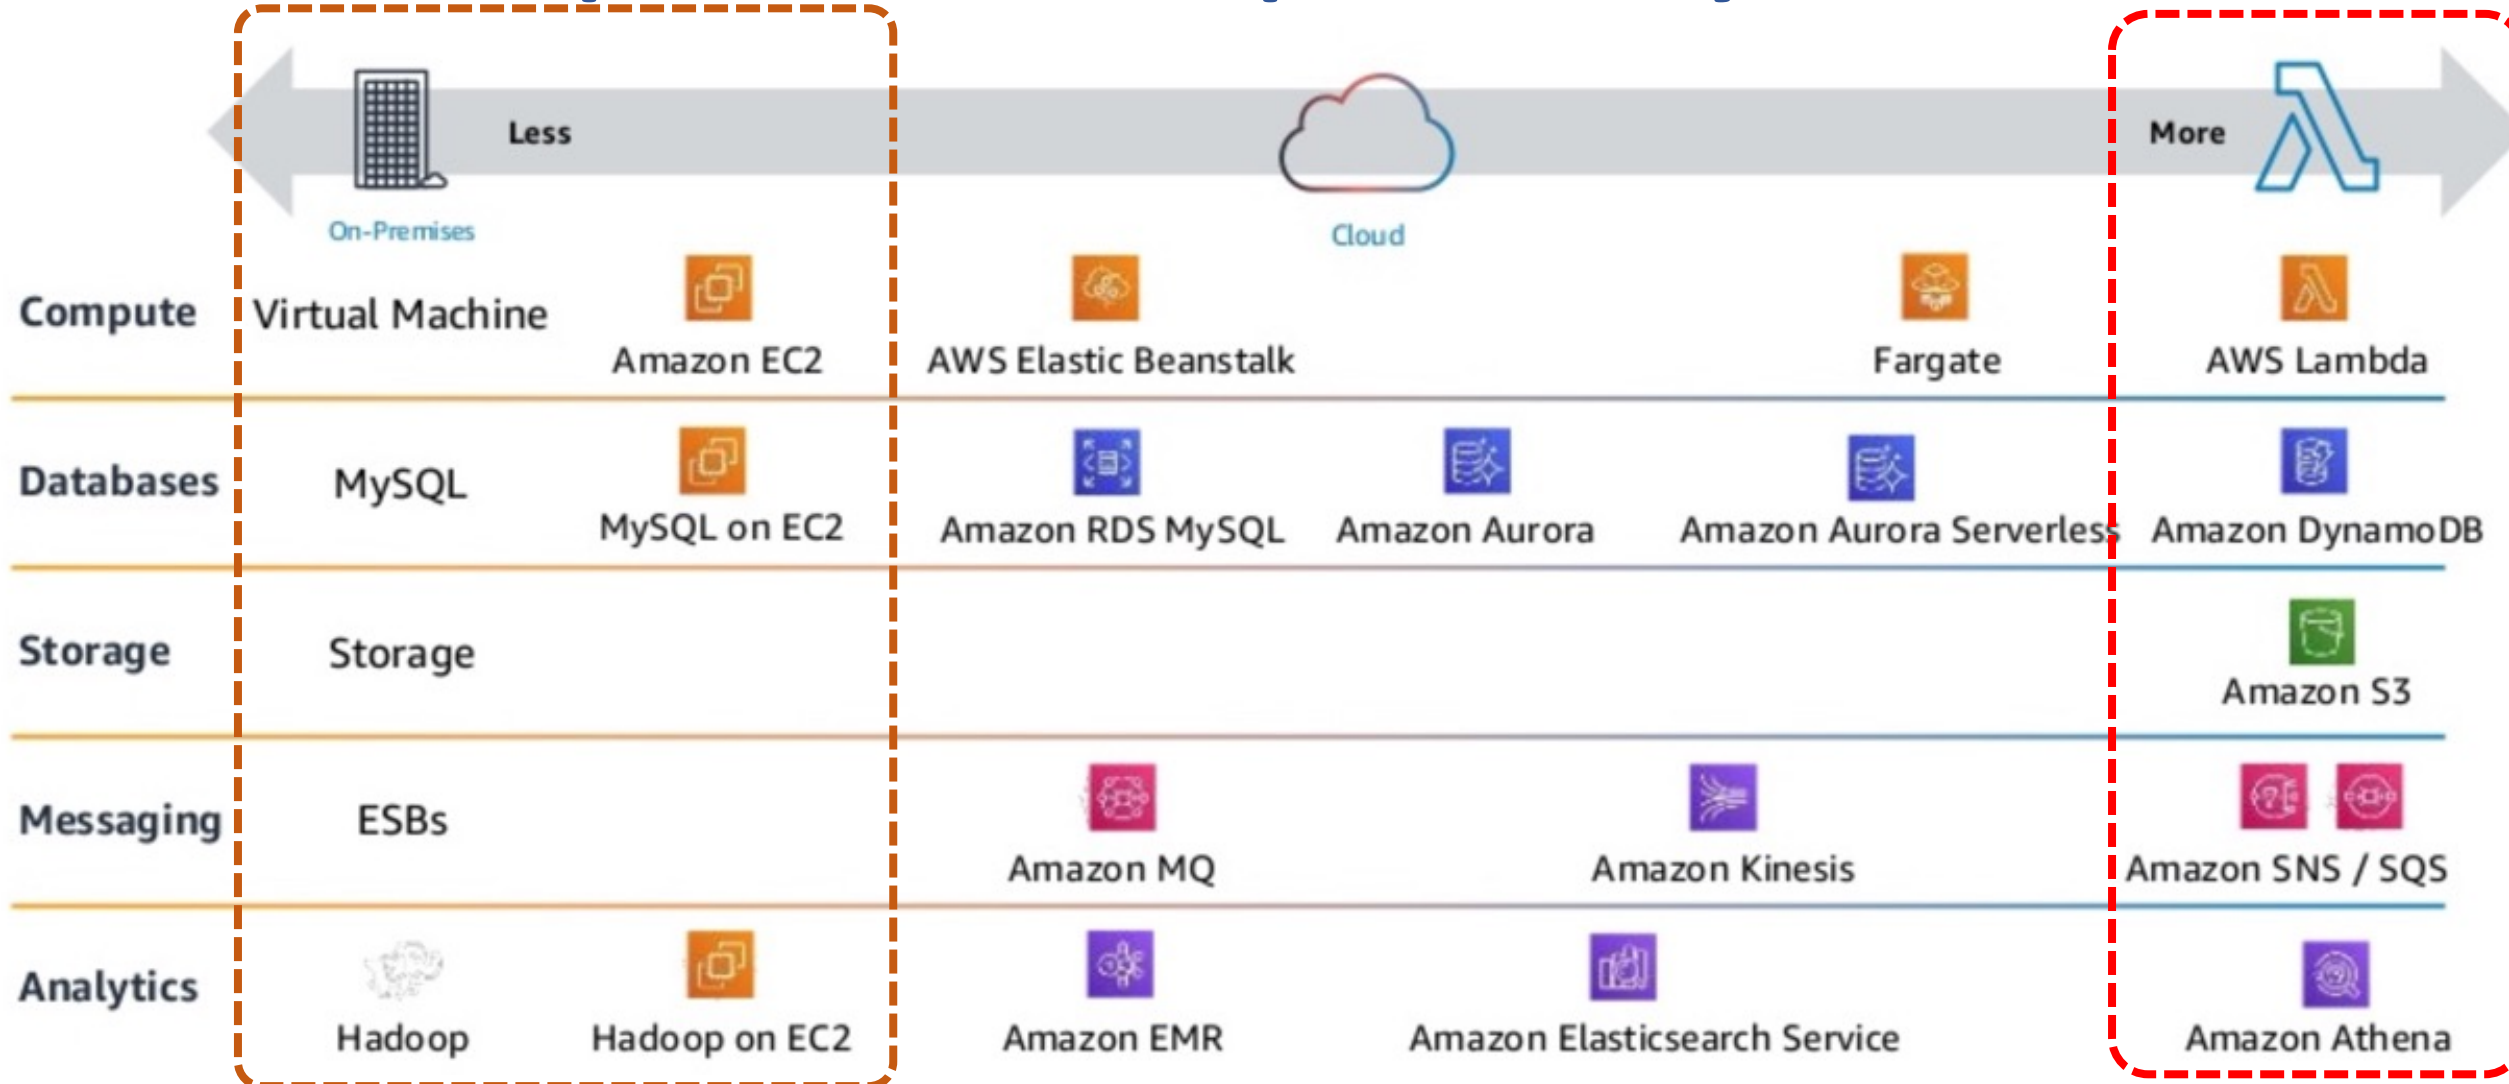 Less
More
On-Premises
Cloud
Compute
Virtual Machine
Amazon EC2
AWS Elastic Beanstalk
Fargate
AWS Lambda
Databases
MySQL
MySQL on EC2
Amazon RDS MySQL
Amazon Aurora
Amazon Aurora Serverless
Amazon DynamoDB
Storage
Storage
Amazon S3
Messaging
ESBs
Amazon MQ
Amazon Kinesis
Amazon SNS / SQS
Analytics
Hadoop
Hadoop on EC2
Amazon EMR
Amazon Elasticsearch Service
Amazon Athena